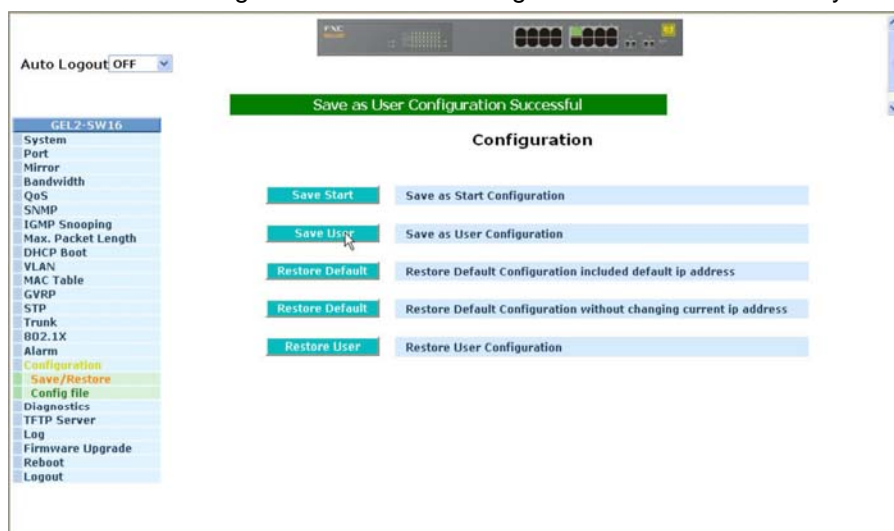 Auto Logout OFF
Save as User Configuration Successful
GEL2-SW16
System
Port
Mirror
Bandwidth
QoS
SNMP
IGMP Snooping
Max. Packet Length
DHCP Boot
VLAN
MAC Table
GVRP
STP
Trunk
802.1X
Alarm
Configuration
Save/Restore
Config file
Diagnostics
TFTP Server
Log
Firmware Upgrade
Reboot
Logout
Configuration
Save Start Save as Start Configuration
Save User Save as User Configuration
Restore Default Restore Default Configuration included default ip address
Restore Default Restore Default Configuration without changing current ip address
Restore User Restore User Configuration